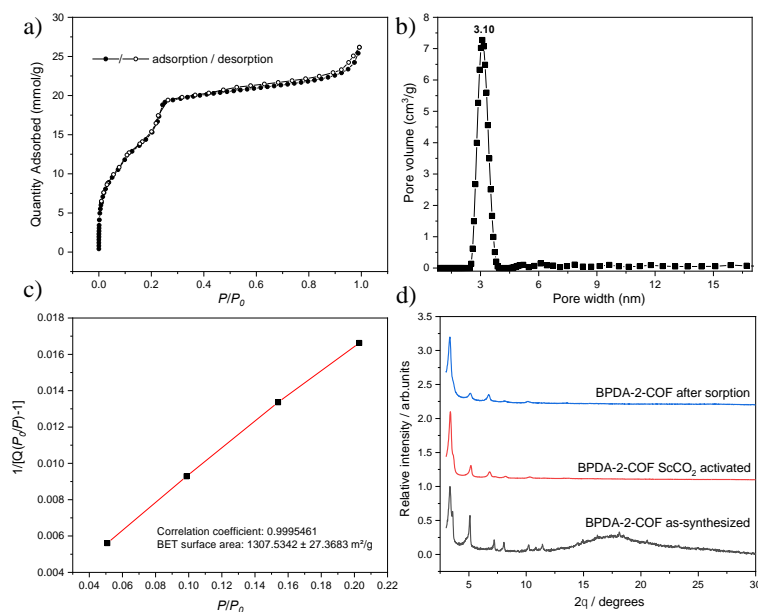 a)
Quantity Adsorbed (mmol/g)
30
25
20
15
10
5
0
adsorption / desorption
0.0 0.2 0.4 0.6 0.8 1.0
P/P0
b)
Pore volume (cm3/g)
8
7
6
5
4
3
2
1
0
3.10
3 6 9 12 15
Pore width (nm)
c)
1/[Q(P0/P)-1]
0.018
0.016
0.014
0.012
0.010
0.008
0.006
0.004
Correlation coefficient: 0.9995461
BET surface area: 1307.5342 ± 27.3683 m²/g
0.04 0.06 0.08 0.10 0.12 0.14 0.16 0.18 0.20 0.22
P/P0
d)
Relative intensity / arb.units
3.5
3.0
2.5
2.0
1.5
1.0
0.5
0.0
BPDA-2-COF after sorption
BPDA-2-COF ScCO2 activated
BPDA-2-COF as-synthesized
5 10 15 20 25 30
2q / degrees